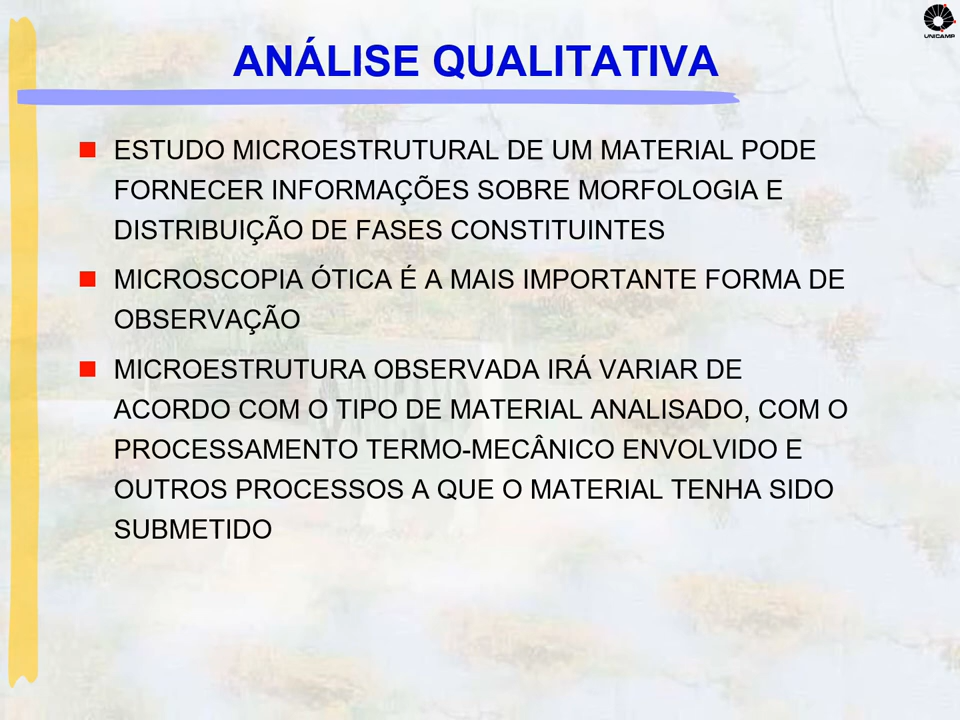 UNICAMP
ANÁLISE QUALITATIVA
ESTUDO MICROESTRUTURAL DE UM MATERIAL PODE
FORNECER INFORMAÇÕES SOBRE MORFOLOGIA E
DISTRIBUIÇÃO DE FASES CONSTITUINTES
MICROSCOPIA ÓTICA É A MAIS IMPORTANTE FORMA DE
OBSERVAÇÃO
MICROESTRUTURA OBSERVADA IRÁ VARIAR DE
ACORDO COM O TIPO DE MATERIAL ANALISADO, COM O
PROCESSAMENTO TERMO-MECÂNICO ENVOLVIDO E
OUTROS PROCESSOS A QUE O MATERIAL TENHA SIDO
SUBMETIDO